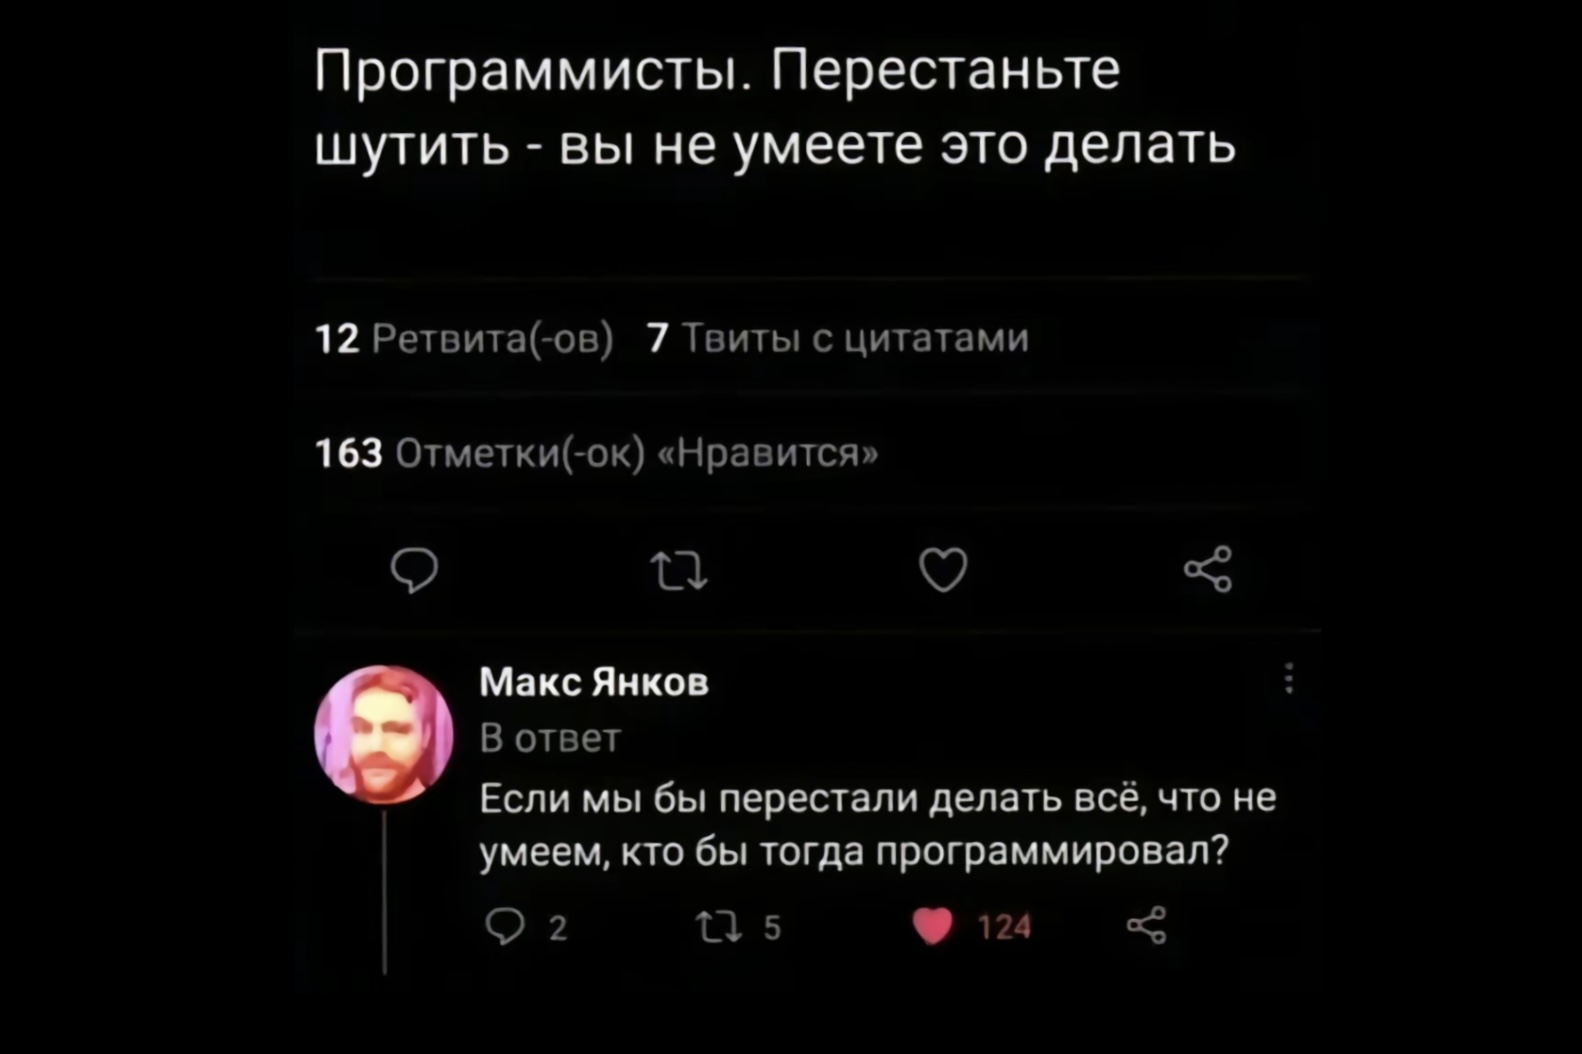 Программисты. Перестаньте
шутить - вы не умеете это делать
12 Ретвита(-ов) 7 Твиты с цитатами
163 Отметки(-ок) «Нравится»
Макс Янков
В ответ
Если мы бы перестали делать всё, что не
умеем, кто бы тогда программировал?
2 5 124